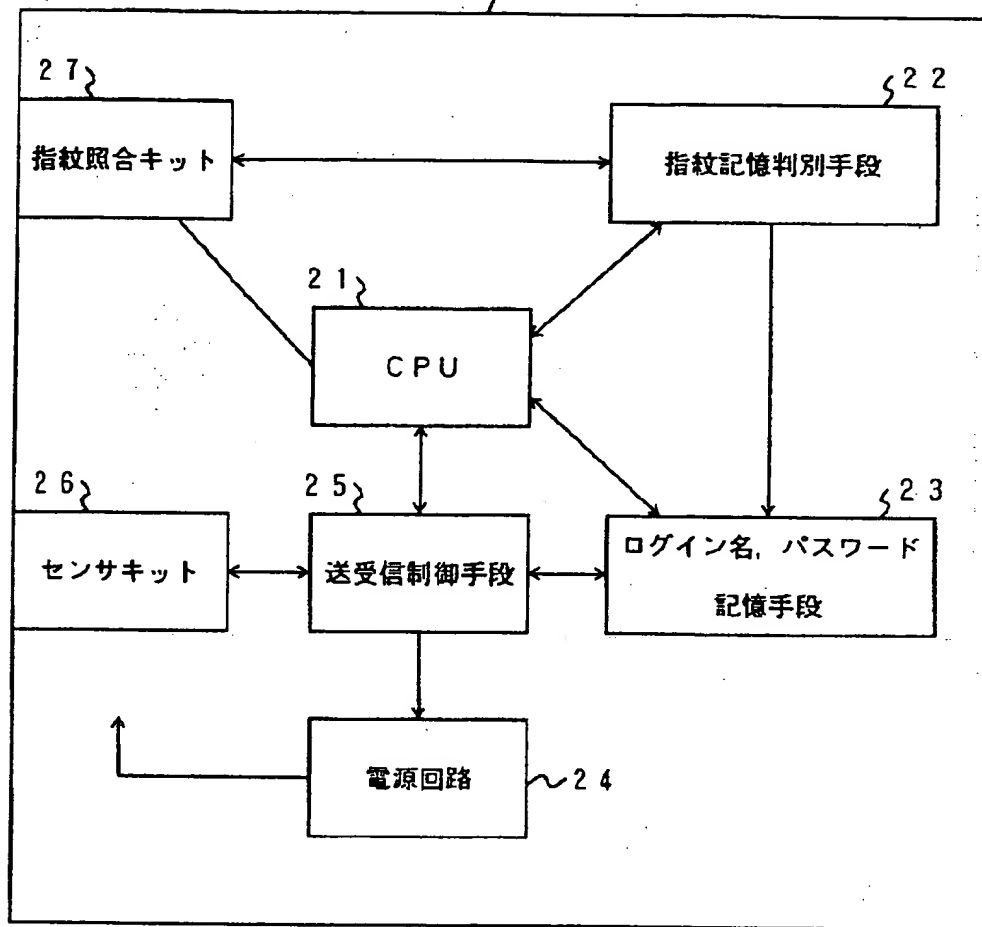 ２７
２２
指紋照合キット
指紋記憶判別手段
２１
ＣＰＵ
２６
２５
２３
センサキット
送受信制御手段
ログイン名，パスワード
記憶手段
電源回路
２４